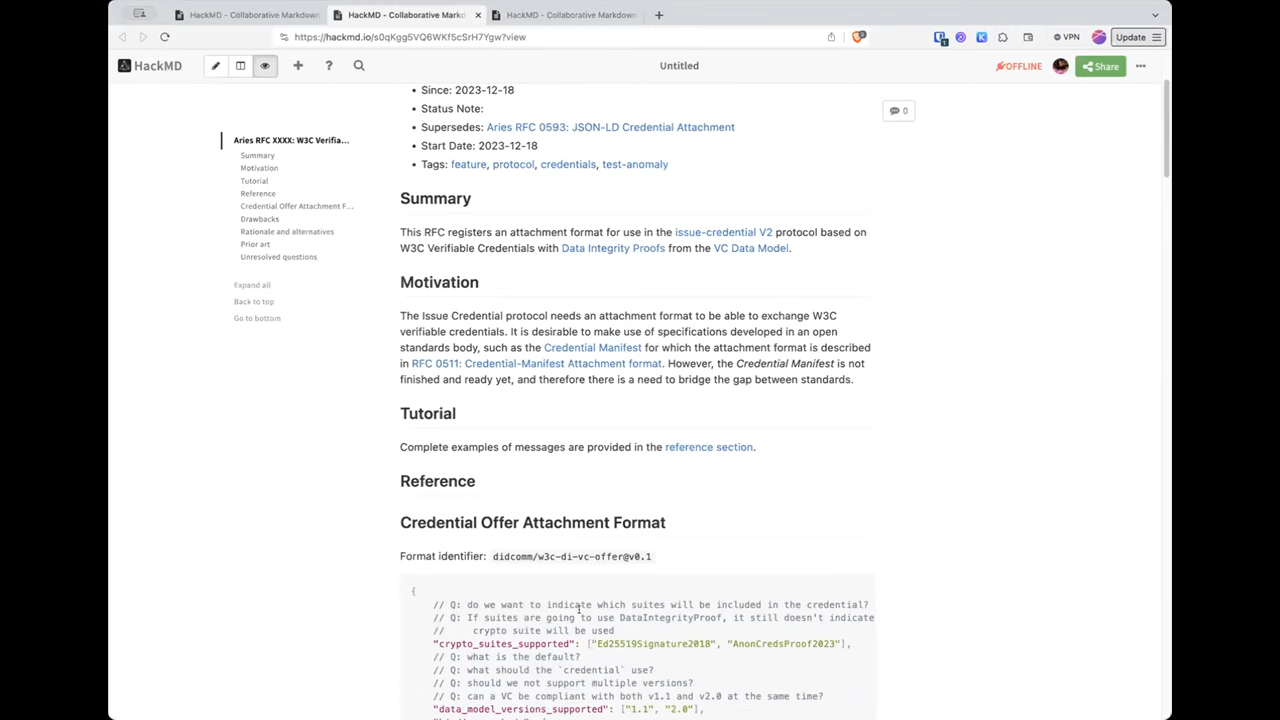 HackMD - Collaborative Markdown
HackMD - Collaborative Markd
HackMD - Collaborative Markdown
https://hackmd.io/s0qKgg5VQ6WKf5cSrH7Ygw?view
VPN
Update
HackMD
Untitled
OFFLINE
Share
Aries RFC XXXX: W3C Verifia...
Summary
Motivation
Tutorial
Reference
Credential Offer Attachment F...
Drawbacks
Rationale and alternatives
Prior art
Unresolved questions
Expand all
Back to top
Go to bottom
0
• Since: 2023-12-18
• Status Note:
• Supersedes: Aries RFC 0593: JSON-LD Credential Attachment
• Start Date: 2023-12-18
• Tags: feature, protocol, credentials, test-anomaly
Summary
This RFC registers an attachment format for use in the issue-credential V2 protocol based on
W3C Verifiable Credentials with Data Integrity Proofs from the VC Data Model.
Motivation
The Issue Credential protocol needs an attachment format to be able to exchange W3C
verifiable credentials. It is desirable to make use of specifications developed in an open
standards body, such as the Credential Manifest for which the attachment format is described
in RFC 0511: Credential-Manifest Attachment format. However, the Credential Manifest is not
finished and ready yet, and therefore there is a need to bridge the gap between standards.
Tutorial
Complete examples of messages are provided in the reference section.
Reference
Credential Offer Attachment Format
Format identifier: didcomm/w3c-di-vc-offer@v0.1
{
// Q: do we want to indicate which suites will be included in the credential?
// Q: If suites are going to use DataIntegrityProof, it still doesn't indicate
// crypto suite will be used
"crypto_suites_supported": ["Ed25519Signature2018", "AnonCredsProof2023"],
// Q: what is the default?
// Q: what should the `credential` use?
// Q: should we not support multiple versions?
// Q: can a VC be compliant with both v1.1 and v2.0 at the same time?
"data_model_versions_supported": ["1.1", "2.0"],